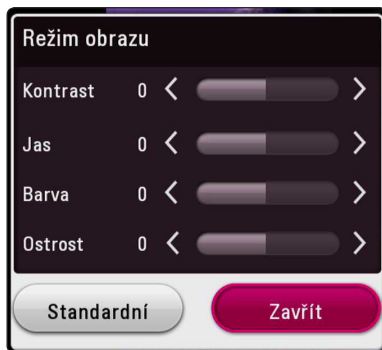 Režim obrazu
Kontrast 0
Jas 0
Barva 0
Ostrost 0
Standardní Zavřít